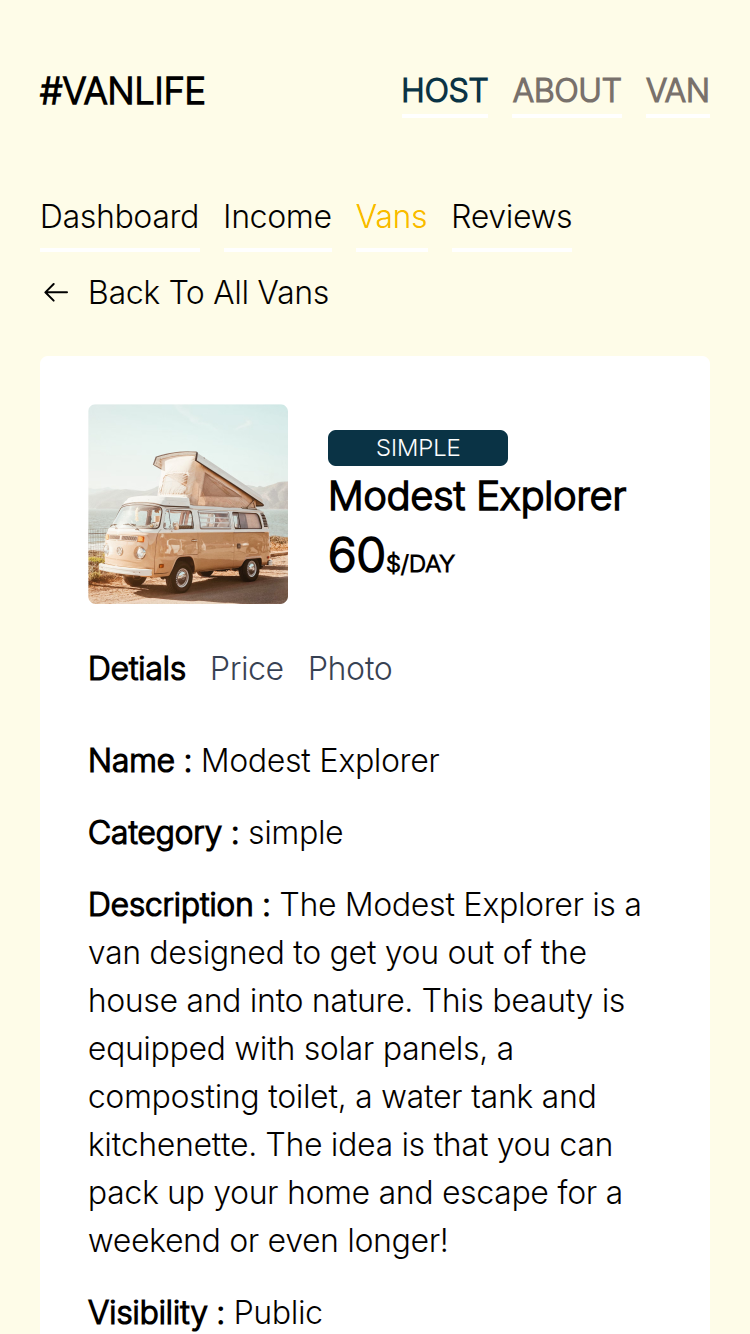 #VANLIFE HOST ABOUT VAN
Dashboard Income Vans Reviews
← Back To All Vans
SIMPLE
Modest Explorer
60$/DAY
Detials Price Photo
Name : Modest Explorer
Category : simple
Description : The Modest Explorer is a
van designed to get you out of the
house and into nature. This beauty is
equipped with solar panels, a
composting toilet, a water tank and
kitchenette. The idea is that you can
pack up your home and escape for a
weekend or even longer!
Visibility : Public